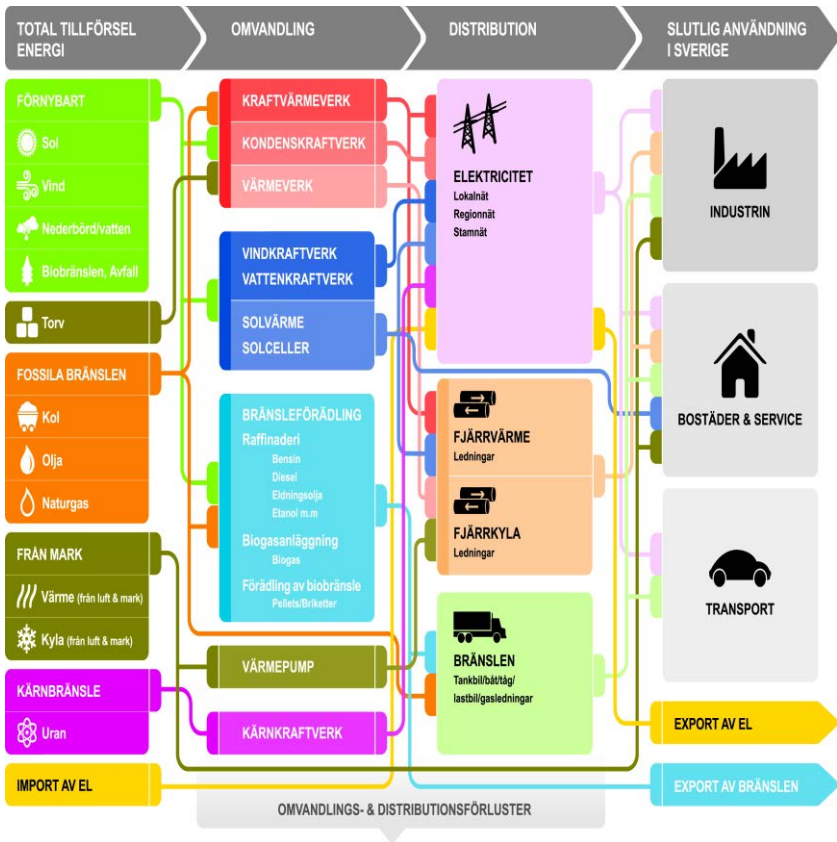 TOTAL TILLFÖRSEL
ENERGI
OMVANDLING
DISTRIBUTION
SLUTLIG ANVÄNDNING
I SVERIGE
FÖRNYBART
Sol
Vind
Nederbörd/vatten
Biobränslen, Avfall
Torv
FOSSILA BRÄNSLEN
Kol
Olja
Naturgas
FRÅN MARK
Värme (från luft & mark)
Kyla (från luft & mark)
KÄRNBRÄNSLE
Uran
IMPORT AV EL
KRAFTVÄRMEVERK
KONDENSKRAFTVERK
VÄRMEVERK
VINDKRAFTVERK
VATTENKRAFTVERK
SOLVÄRME
SOLCELLER
BRÄNSLEFÖRÄDLING
Raffinaderi
Bensin
Diesel
Eldningsolja
Etanol m.m
Biogasanläggning
Biogas
Förädling av biobränsle
Pellets/Briketter
VÄRMEPUMP
KÄRNKRAFTVERK
ELEKTRICITET
Lokalnät
Regionnät
Stamnät
FJÄRRVÄRME
Ledningar
FJÄRRKYLA
Ledningar
BRÄNSLEN
Tankbil/båt/tåg/
lastbil/gasledningar
INDUSTRIN
BOSTÄDER & SERVICE
TRANSPORT
EXPORT AV EL
EXPORT AV BRÄNSLEN
OMVANDLINGS- & DISTRIBUTIONSFÖRLUSTER